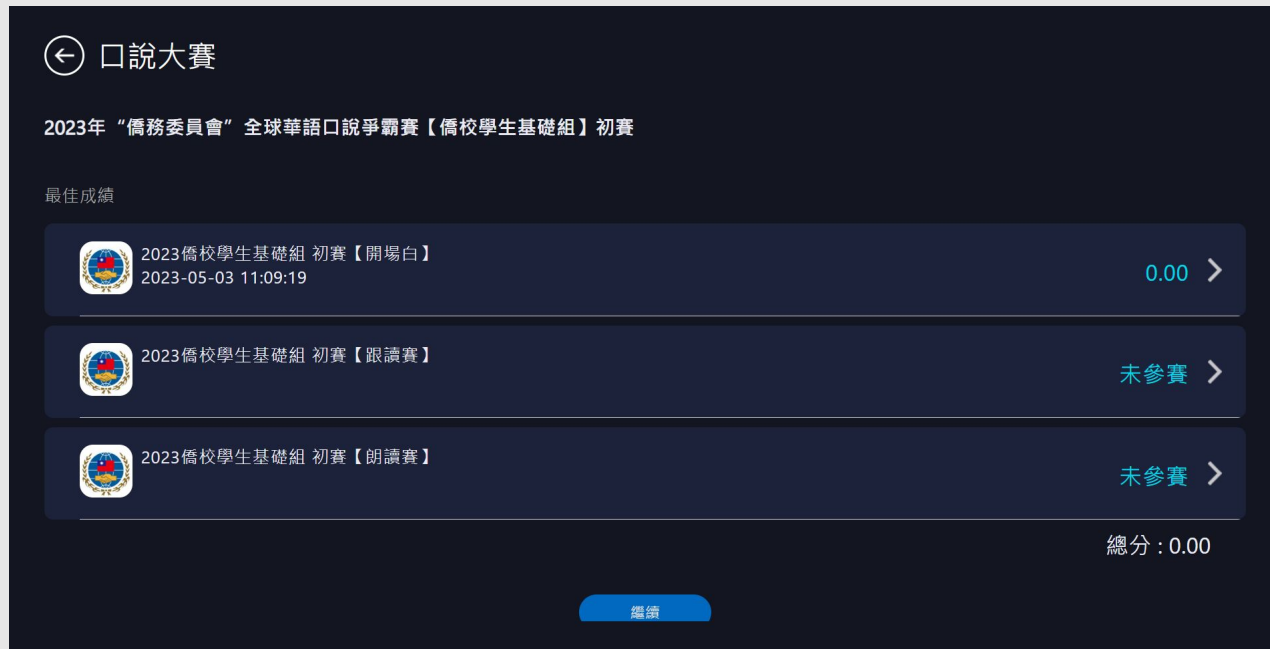 口說大賽
2023年“僑務委員會”全球華語口說爭霸賽【僑校學生基礎組】初賽
最佳成績
2023僑校學生基礎組 初賽【開場白】
2023-05-03 11:09:19
0.00
2023僑校學生基礎組 初賽【跟讀賽】
未參賽
2023僑校學生基礎組 初賽【朗讀賽】
未參賽
總分 : 0.00
繼續